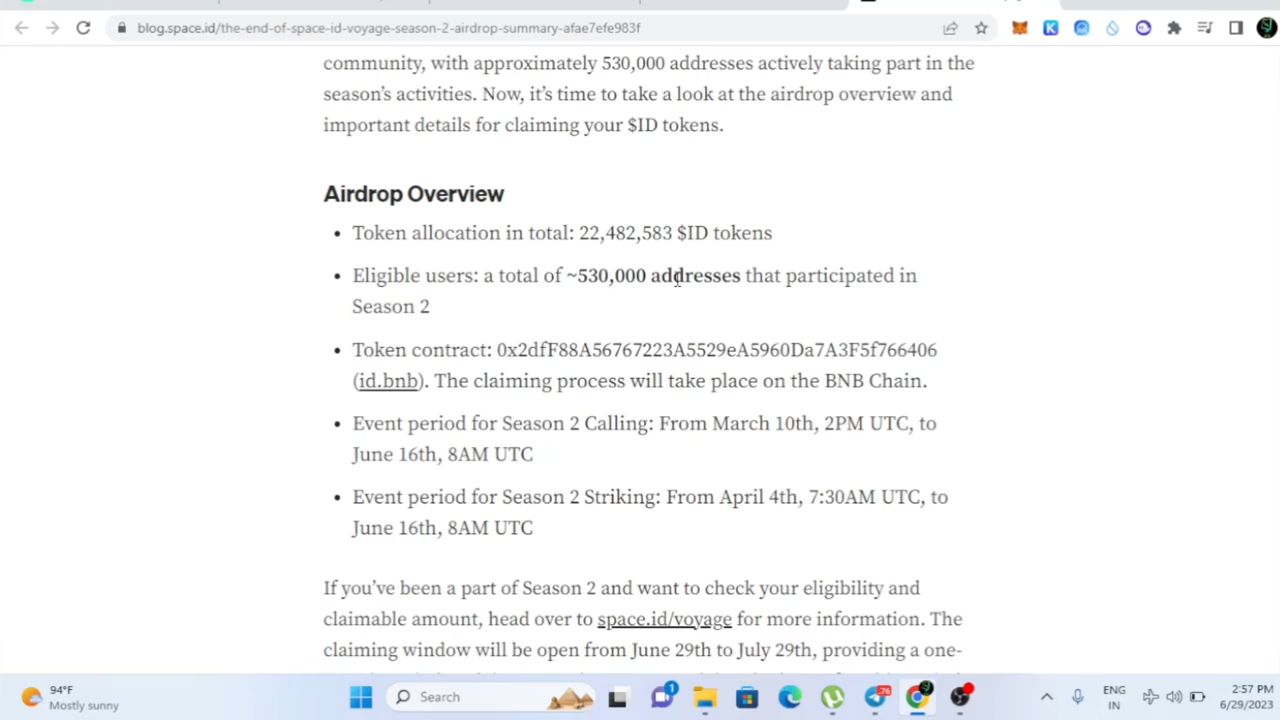 blog.space.id/the-end-of-space-id-voyage-season-2-airdrop-summary-afae7efe983f
community, with approximately 530,000 addresses actively taking part in the
season’s activities. Now, it’s time to take a look at the airdrop overview and
important details for claiming your $ID tokens.
Airdrop Overview
• Token allocation in total: 22,482,583 $ID tokens
• Eligible users: a total of ~530,000 addresses that participated in
Season 2
• Token contract: 0x2dfF88A56767223A5529eA5960Da7A3F5f766406
(id.bnb). The claiming process will take place on the BNB Chain.
• Event period for Season 2 Calling: From March 10th, 2PM UTC, to
June 16th, 8AM UTC
• Event period for Season 2 Striking: From April 4th, 7:30AM UTC, to
June 16th, 8AM UTC
If you’ve been a part of Season 2 and want to check your eligibility and
claimable amount, head over to space.id/voyage for more information. The
claiming window will be open from June 29th to July 29th, providing a one-
94°F
Mostly sunny
Search
1
76
ENG
IN
2:57 PM
6/29/2023